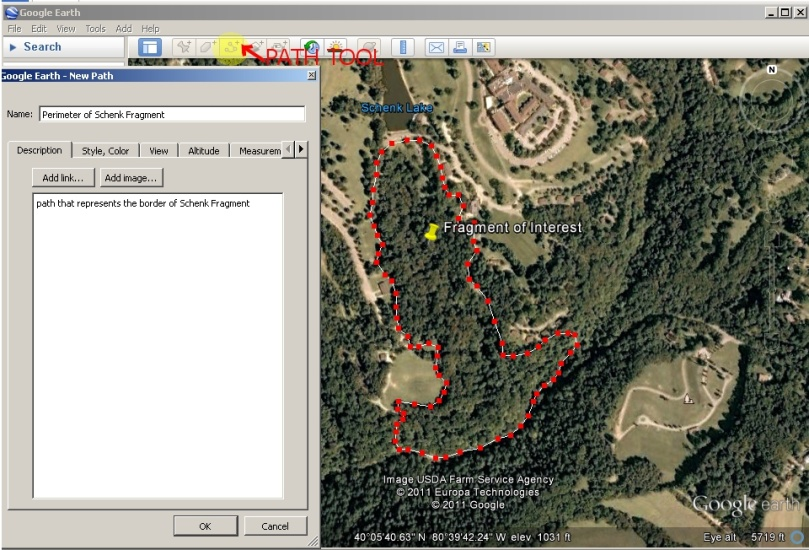 Google Earth
File Edit View Tools Add Help
Search
PATH TOOL
Google Earth - New Path
Name: Perimeter of Schenk Fragment
Description Style, Color View Altitude Measurem
Add link... Add image...
path that represents the border of Schenk Fragment
OK Cancel
N
Schenk Lake
Fragment of Interest
Image USDA Farm Service Agency
© 2011 Europa Technologies
© 2011 Google
Google earth
40°05'40.63" N 80°39'42.24" W elev 1031 ft Eye alt 5719 ft